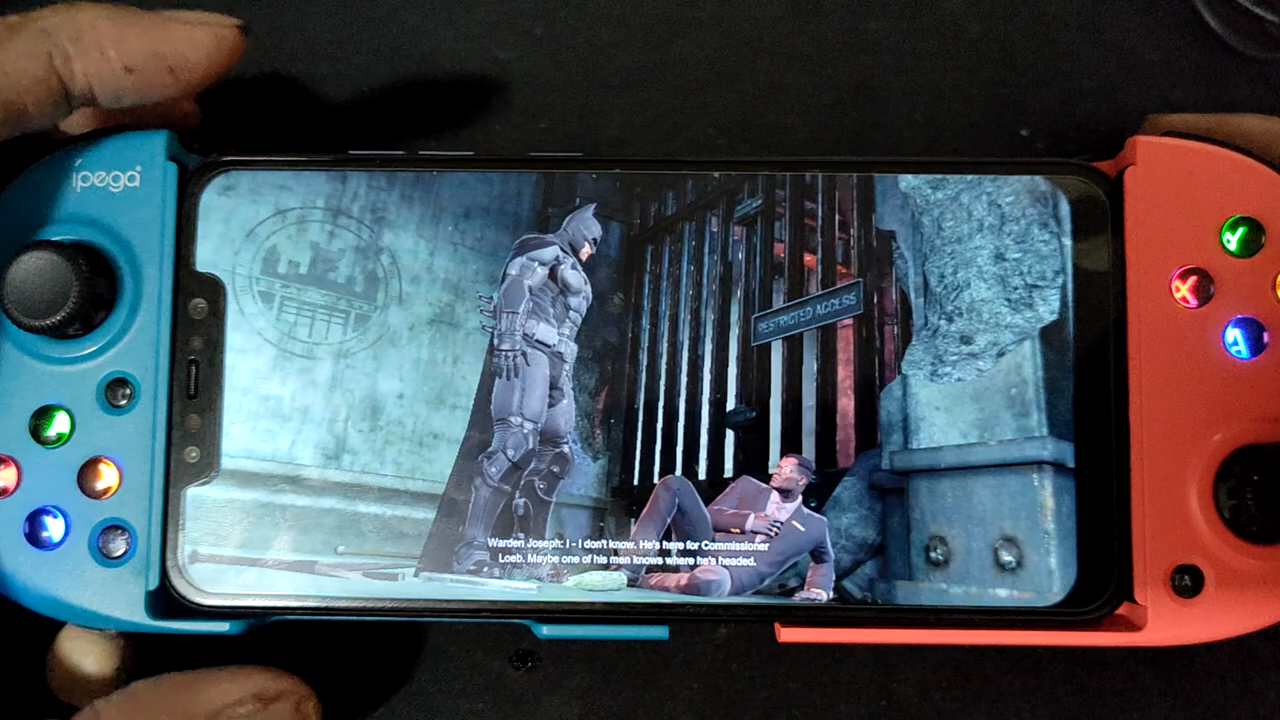 ipega
RESTRICTED ACCESS
Warden Joseph: I - I don't know. He's here for Commissioner
Loeb. Maybe one of his men knows where he's headed.
X
TA